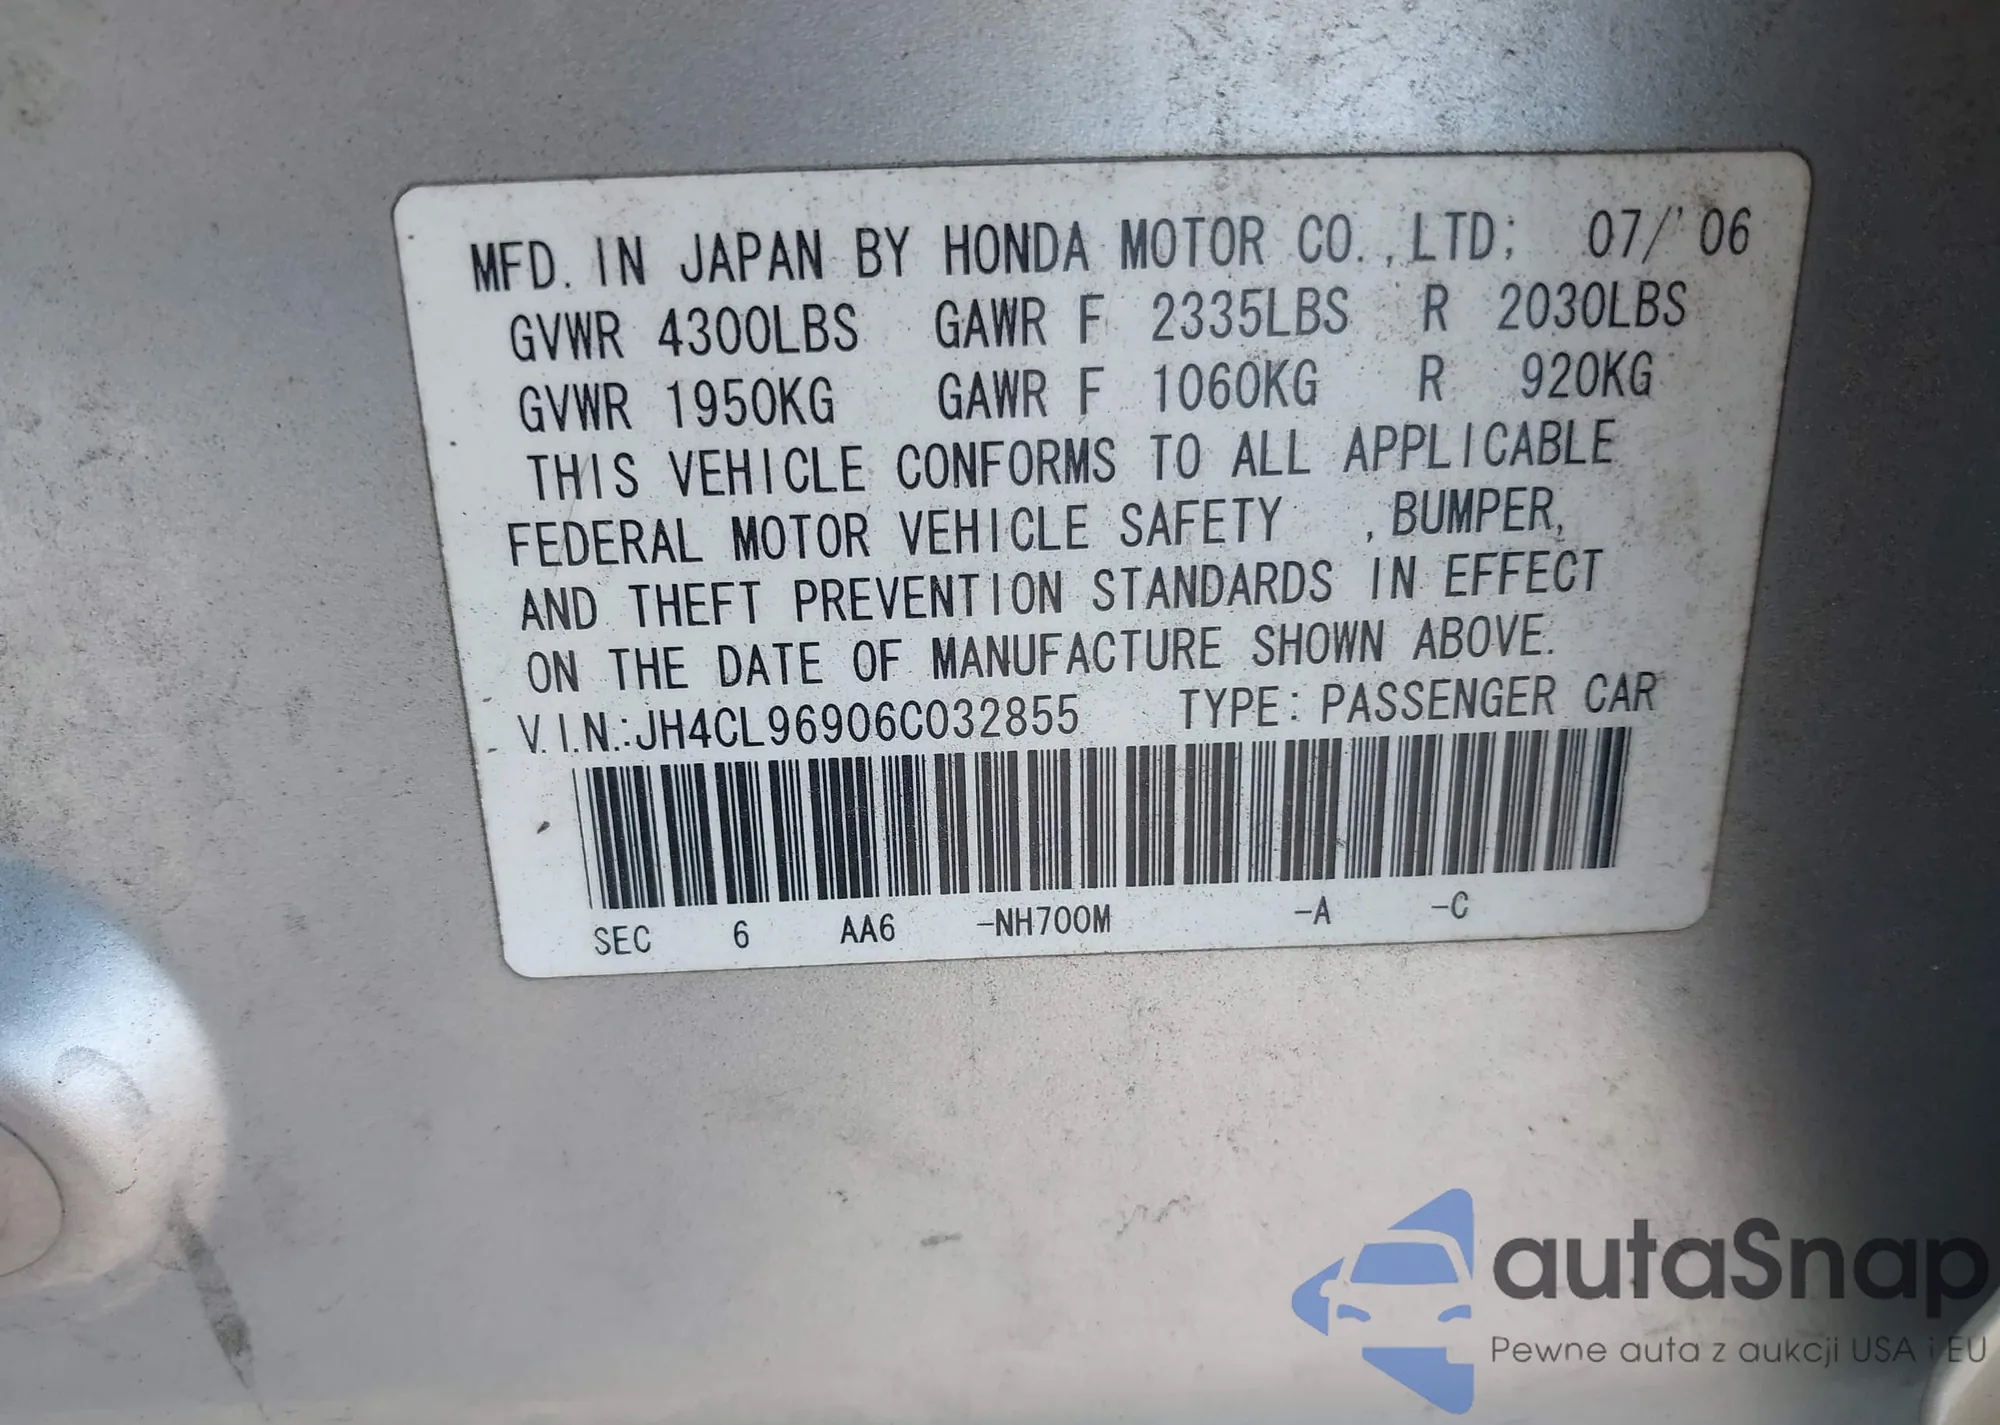 MFD. IN JAPAN BY HONDA MOTOR CO.,LTD; 07/'06
GVWR 4300LBS GAWR F 2335LBS R 2030LBS
GVWR 1950KG GAWR F 1060KG R 920KG
THIS VEHICLE CONFORMS TO ALL APPLICABLE
FEDERAL MOTOR VEHICLE SAFETY ,BUMPER,
AND THEFT PREVENTION STANDARDS IN EFFECT
ON THE DATE OF MANUFACTURE SHOWN ABOVE.
V.I.N.:JH4CL96906C032855 TYPE:PASSENGER CAR
SEC 6 AA6 -NH700M -A -C
autaSnap
Pewne auta z aukcji USA i EU